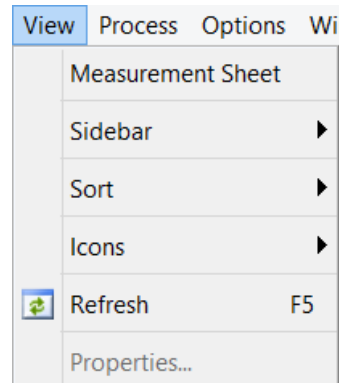 View Process Options Wi
Measurement Sheet
Sidebar
Sort
Icons
Refresh F5
Properties...